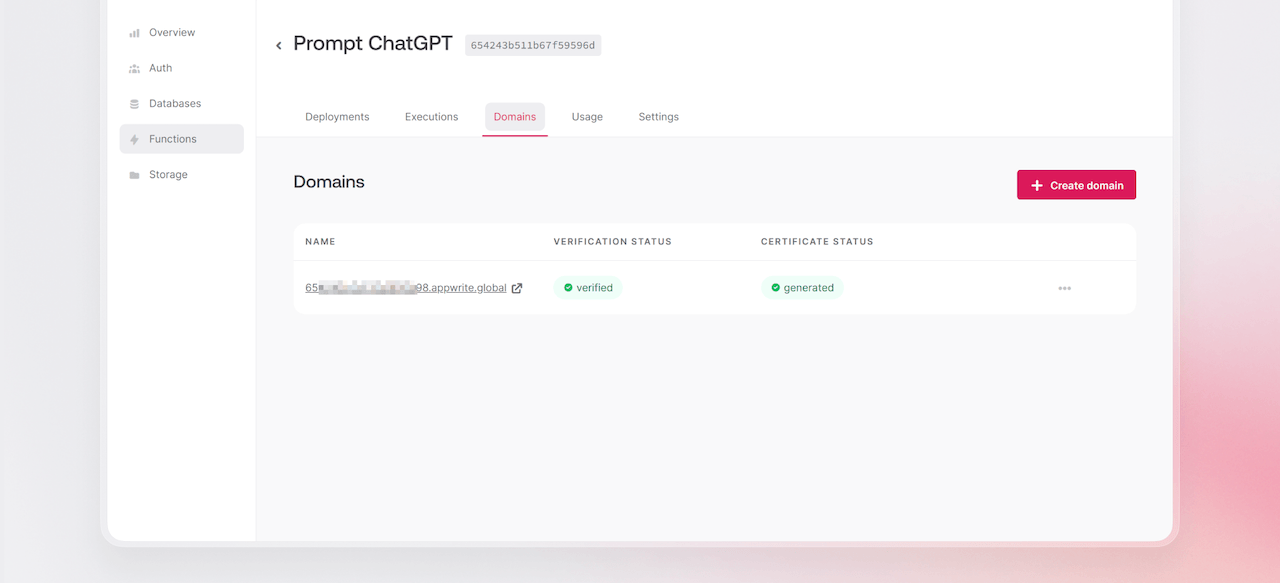 Overview
Auth
Databases
Functions
Storage
Prompt ChatGPT 654243b511b67f59596d
Deployments Executions Domains Usage Settings
Domains
Create domain
NAME VERIFICATION STATUS CERTIFICATE STATUS
65 98.appwrite.global verified generated